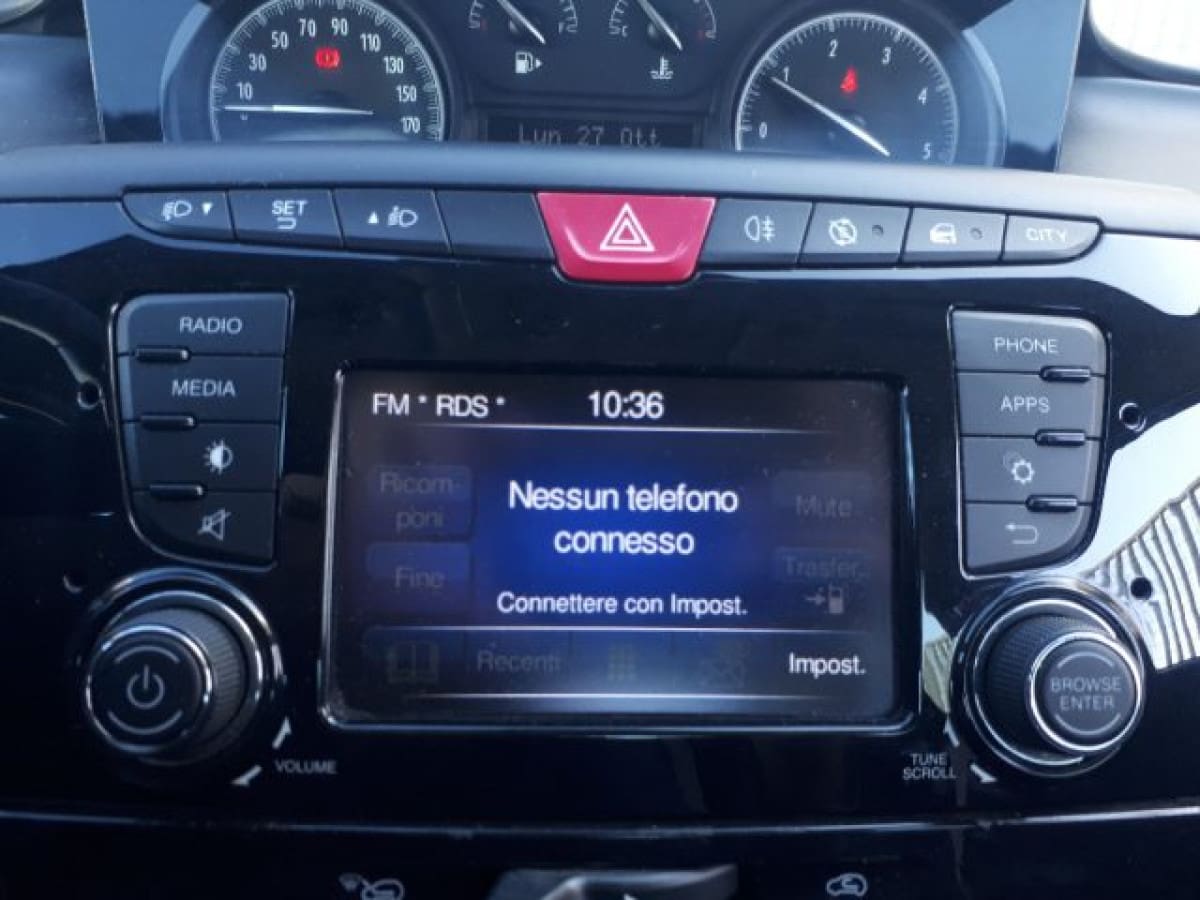 10 30 50 70 90 110 130 150 170
F
C
0 1 2 3 4 5
Lun 27 Ott
SET
CITY
RADIO
MEDIA
PHONE
APPS
FM * RDS * 10:36
Ricom-
poni
Nessun telefono
connesso
Mute
Fine
Trasfer.
Connettere con Impost.
Recenti
Impost.
BROWSE
ENTER
VOLUME
TUNE
SCROLL